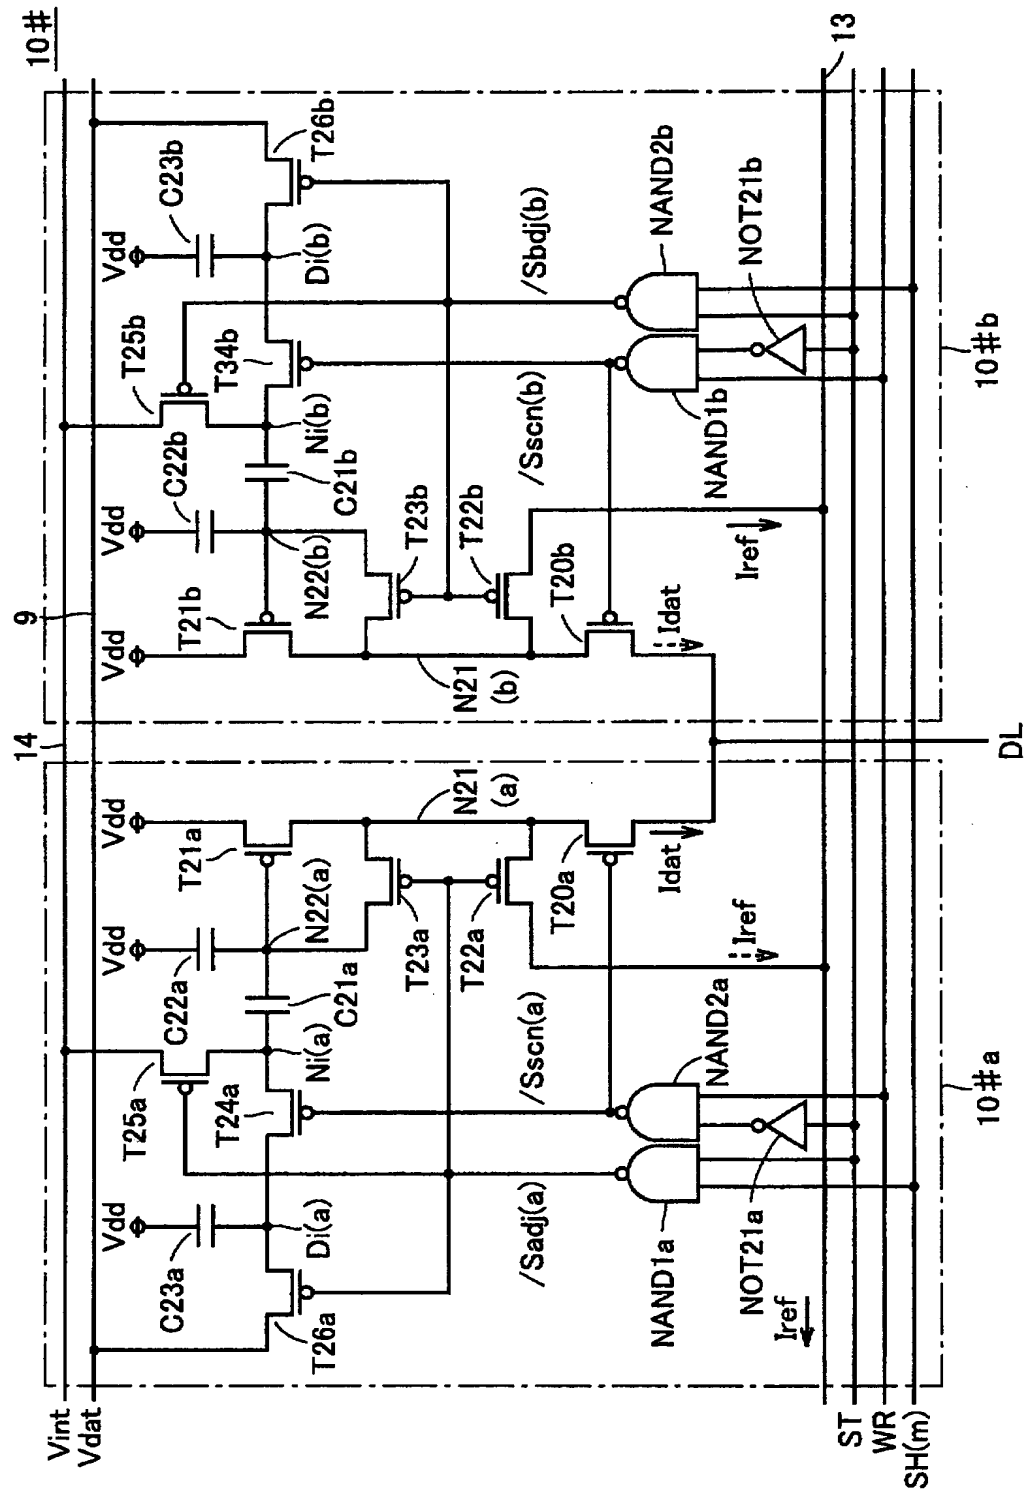 10#
14
9
Vint
Vdat
Vdd
Vdd
Vdd
Vdd
Vdd
Vdd
C23a
T25a
C22a
T21a
T21b
C22b
T25b
C23b
T26a
Di(a)
T24a
Ni(a)
C21a
N22(a)
N22(b)
C21b
Ni(b)
T34b
Di(b)
T26b
T23a
N21
(a)
N21
(b)
T23b
T22a
T22b
/Sadj(a)
/Sscn(a)
T20a
T20b
/Sscn(b)
/Sbdj(b)
NAND1a
NAND2a
Iref
Idat
Idat
Iref
NAND1b
NAND2b
NOT21a
NOT21b
Iref
13
ST
WR
SH(m)
10#a
DL
10#b